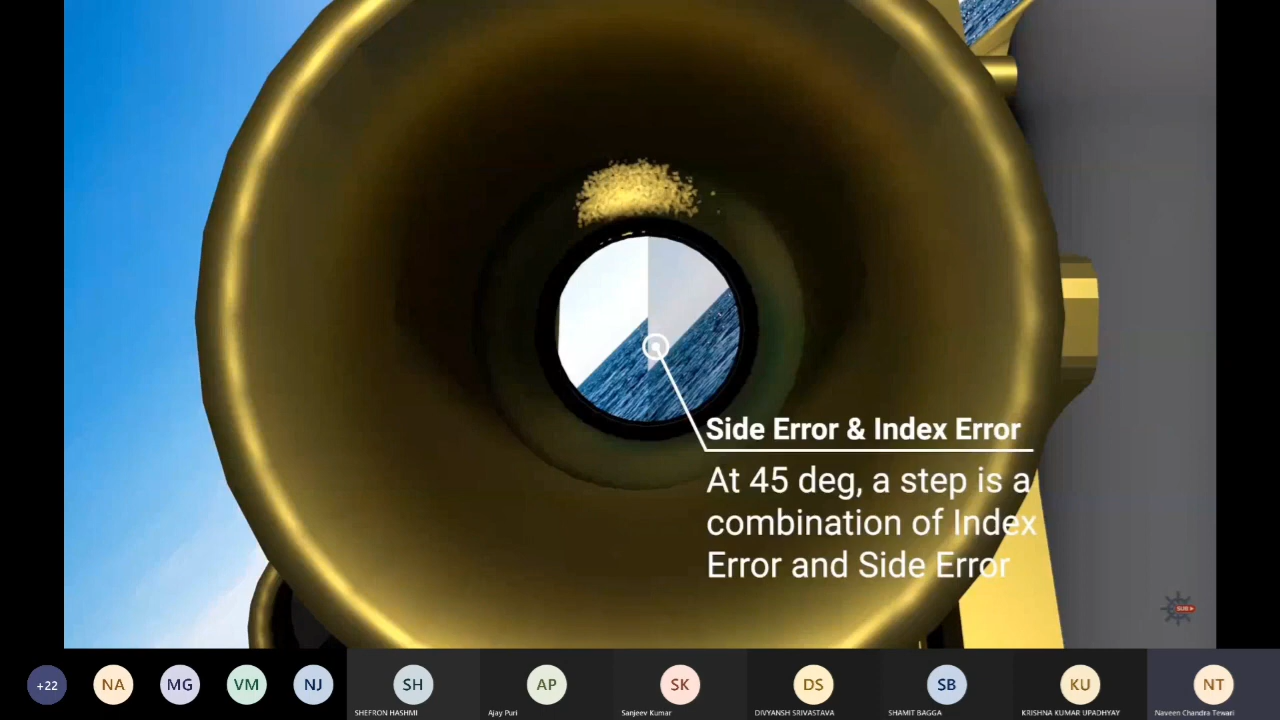 Side Error & Index Error
At 45 deg, a step is a
combination of Index
Error and Side Error
+22
NA
MG
VM
NJ
SH
AP
SK
DS
SB
KU
NT
SHEFRON HASHMI
Ajay Puri
Sanjeev Kumar
DIVYANSH SRIVASTAVA
SHAMIT BAGGA
KRISHNA KUMAR UPADHYAY
Naveen Chandra Tewari